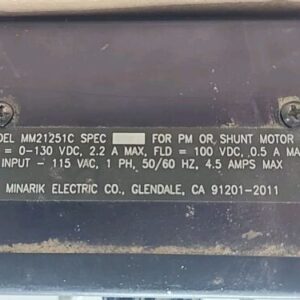 DEL MM21251C SPEC FOR PM OR SHUNT MOTOR
= 0-130 VDC, 2.2 A MAX, FLD = 100 VDC, 0.5 A MA
INPUT - 115 VAC, 1 PH, 50/60 HZ, 4.5 AMPS MAX
MINARIK ELECTRIC CO., GLENDALE, CA 91201-2011